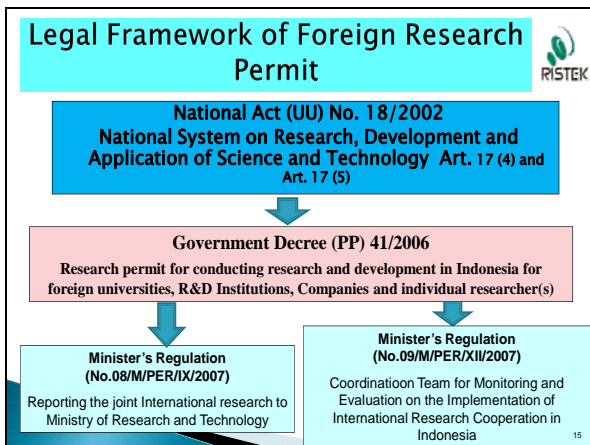 Legal Framework of Foreign Research
Permit
RISTEK
National Act (UU) No. 18/2002
National System on Research, Development and
Application of Science and Technology Art. 17 (4) and
Art. 17 (5)
Government Decree (PP) 41/2006
Research permit for conducting research and development in Indonesia for
foreign universities, R&D Institutions, Companies and individual researcher(s)
Minister's Regulation
(No.08/M/PER/IX/2007)
Reporting the joint International research to
Ministry of Research and Technology
Minister's Regulation
(No.09/M/PER/XII/2007)
Coordinatioon Team for Monitoring and
Evaluation on the Implementation of
International Research Cooperation in
Indonesia
15